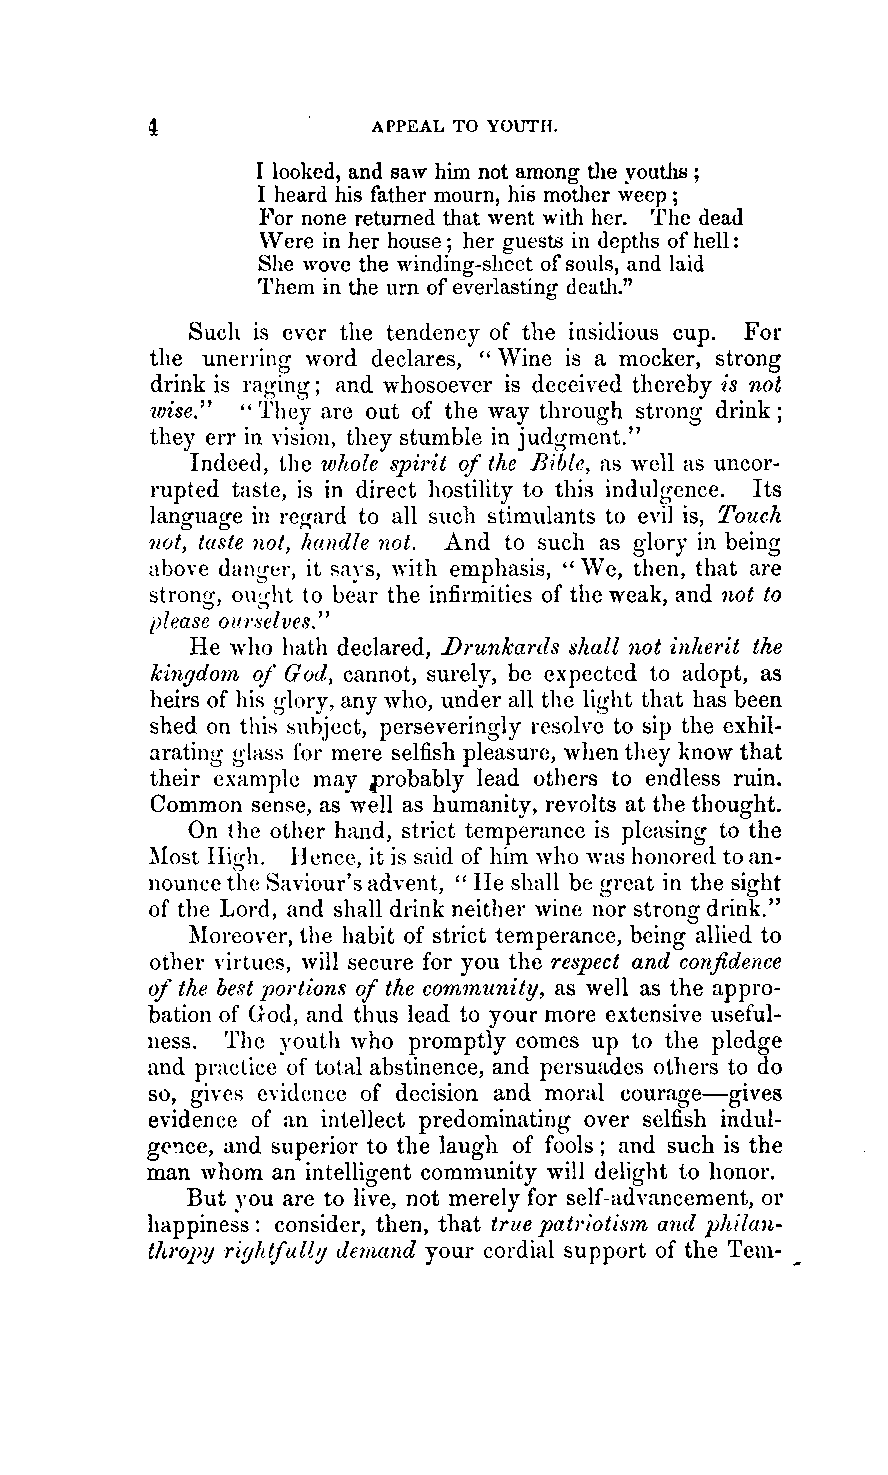 4 APPEAL TO YOUTH.
I looked, and saw him not among the youths;
I heard his father mourn, his mother weep;
For none returned that went with her. The dead
Were in her house; her guests in depths of hell:
She wove the winding-sheet of souls, and laid
Them in the urn of everlasting death."
Such is ever the tendency of the insidious cup. For
the unerring word declares, "Wine is a mocker, strong
drink is raging; and whosoever is deceived thereby is not
wise." "They are out of the way through strong drink;
they err in vision, they stumble in judgment."
Indeed, the whole spirit of the Bible, as well as uncor-
rupted taste, is in direct hostility to this indulgence. Its
language in regard to all such stimulants to evil is, Touch
not, taste not, handle not. And to such as glory in being
above danger, it says, with emphasis, "We, then, that are
strong, ought to bear the infirmities of the weak, and not to
please ourselves."
He who hath declared, Drunkards shall not inherit the
kingdom of God, cannot, surely, be expected to adopt, as
heirs of his glory, any who, under all the light that has been
shed on this subject, perseveringly resolve to sip the exhil-
arating glass for mere selfish pleasure, when they know that
their example may probably lead others to endless ruin.
Common sense, as well as humanity, revolts at the thought.
On the other hand, strict temperance is pleasing to the
Most High. Hence, it is said of him who was honored to an-
nounce the Saviour's advent, "He shall be great in the sight
of the Lord, and shall drink neither wine nor strong drink."
Moreover, the habit of strict temperance, being allied to
other virtues, will secure for you the respect and confidence
of the best portions of the community, as well as the appro-
bation of God, and thus lead to your more extensive useful-
ness. The youth who promptly comes up to the pledge
and practice of total abstinence, and persuades others to do
so, gives evidence of decision and moral courage—gives
evidence of an intellect predominating over selfish indul-
gence, and superior to the laugh of fools; and such is the
man whom an intelligent community will delight to honor.
But you are to live, not merely for self-advancement, or
happiness: consider, then, that true patriotism and philan-
thropy rightfully demand your cordial support of the Tem-